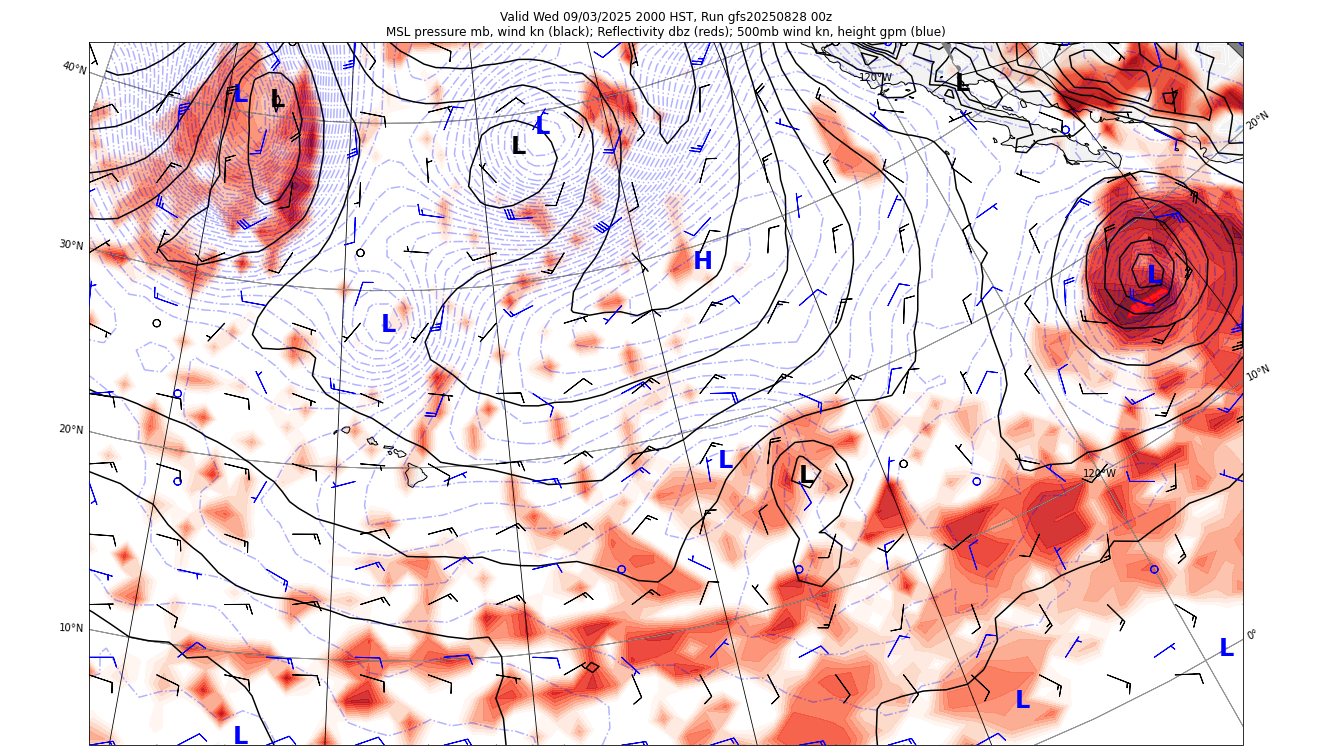 Valid Wed 09/03/2025 2000 HST, Run gfs20250828 00z
MSL pressure mb, wind kn (black); Reflectivity dbz (reds); 500mb wind kn, height gpm (blue)
40°N
120°W
L
L
L
20°N
L
L
30°N
H
L
L
10°N
20°N
L
L
120°W
10°N
0°
L
L
L